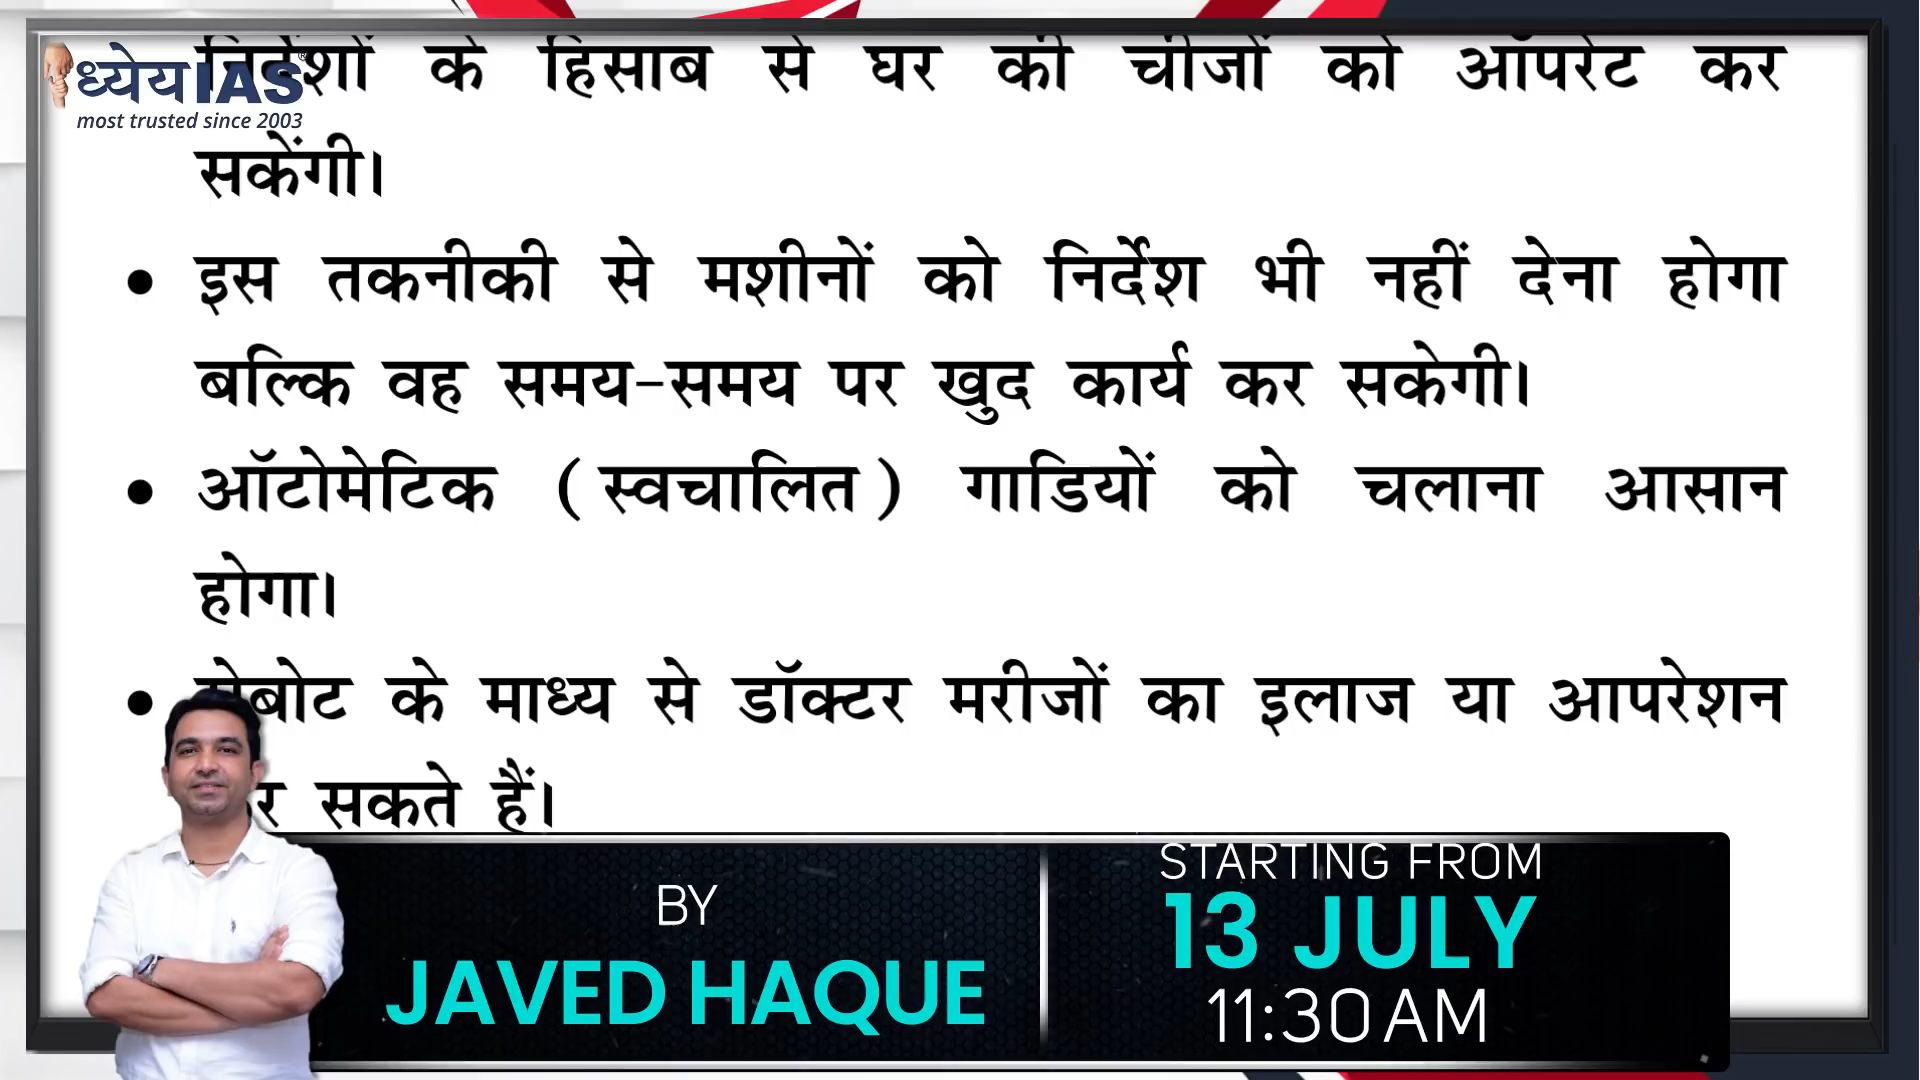 ध्येय IAS
®
most trusted since 2003
निर्देशों के हिसाब से घर की चीजों को ऑपरेट कर
सकेंगी।
• इस तकनीकी से मशीनों को निर्देश भी नहीं देना होगा
बल्कि वह समय-समय पर खुद कार्य कर सकेगी।
• ऑटोमेटिक (स्वचालित) गाडियों को चलाना आसान
होगा।
• के माध्य से डॉक्टर मरीजों का इलाज या आपरेशन
सकते हैं।
BY
JAVED HAQUE
STARTING FROM
13 JULY
11:30 AM